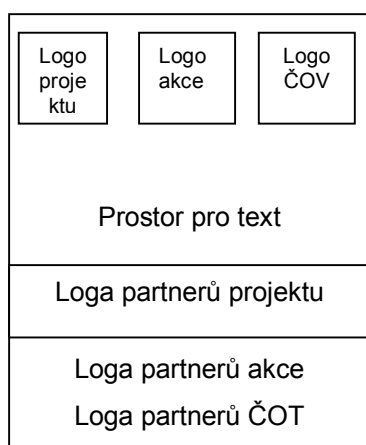 Logo
proje
ktu
Logo
akce
Logo
ČOV
Prostor pro text
Loga partnerů projektu
Loga partnerů akce
Loga partnerů ČOT